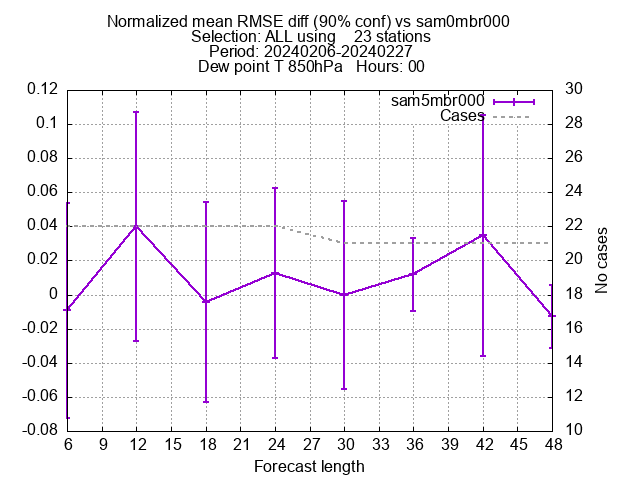 Normalized mean RMSE diff (90% conf) vs sam0mbr000
Selection: ALL using    23 stations
Period: 20240206-20240227
Dew point T 850hPa   Hours: 00
sam5mbr000
Cases
0.12
0.1
0.08
0.06
0.04
0.02
0
-0.02
-0.04
-0.06
-0.08
30
28
26
24
22
20
18
16
14
12
10
No cases
6 9 12 15 18 21 24 27 30 33 36 39 42 45 48
Forecast length